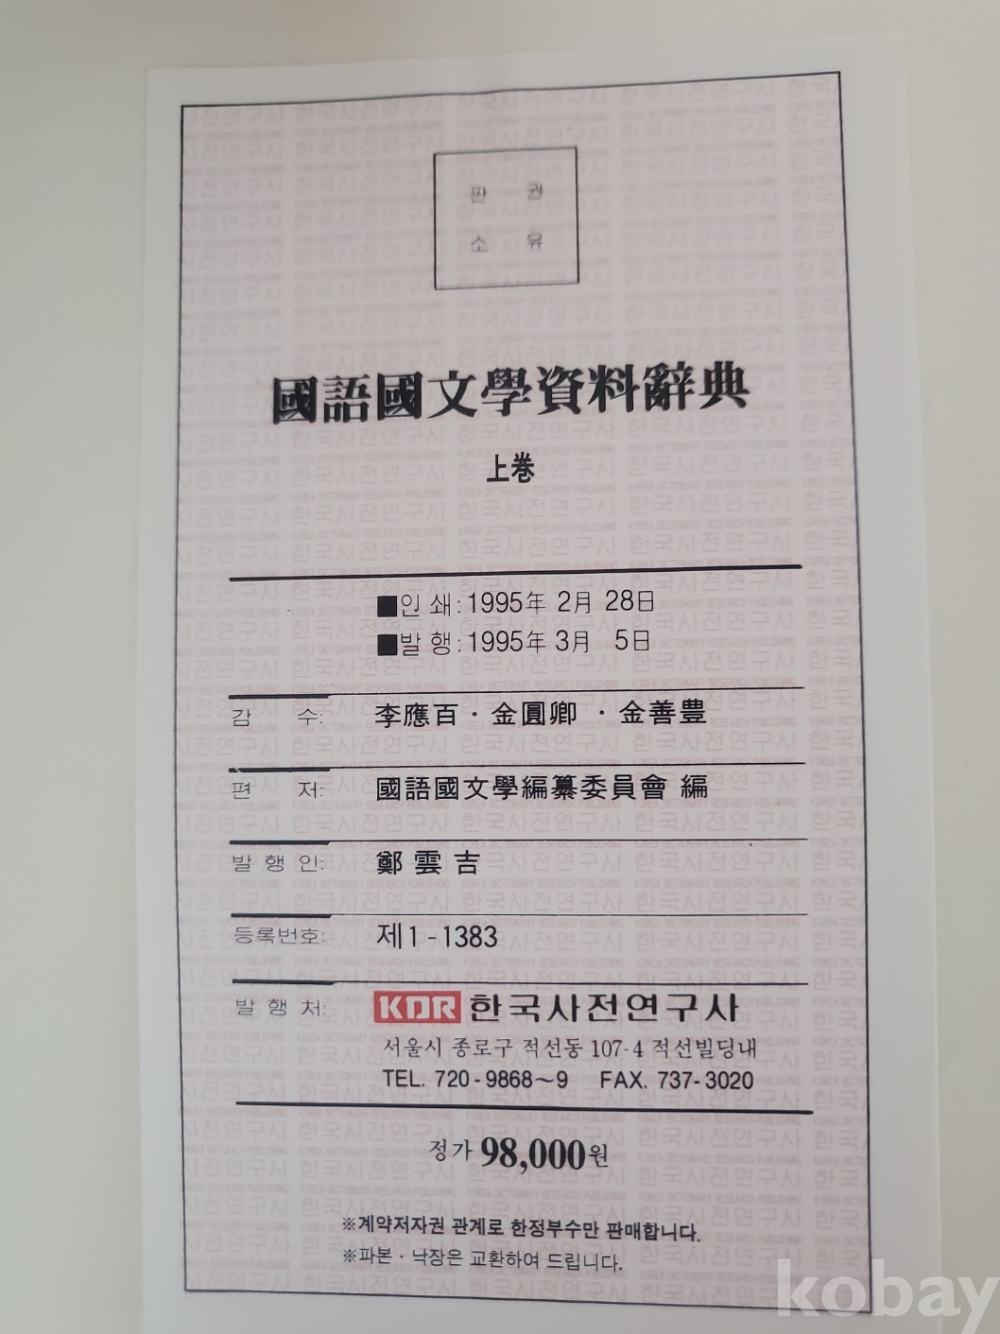 판 권
소 유
國語國文學資料辭典
上巻
■인 쇄 : 1995年 2月 28日
■발 행 : 1995年 3月 5日
감 수: 李應百 · 金圓卿 · 金善豊
편 저: 國語國文學編纂委員會 編
발 행 인: 鄭雲吉
등록번호: 제1-1383
발 행 처: KDR 한국사전연구사
서울시 종로구 적선동 107-4 적선빌딩내
TEL. 720-9868~9 FAX. 737-3020
정가 98,000원
※계약저자권 관계로 한정부수만 판매합니다.
※파본 · 낙장은 교환하여 드립니다.
kobay